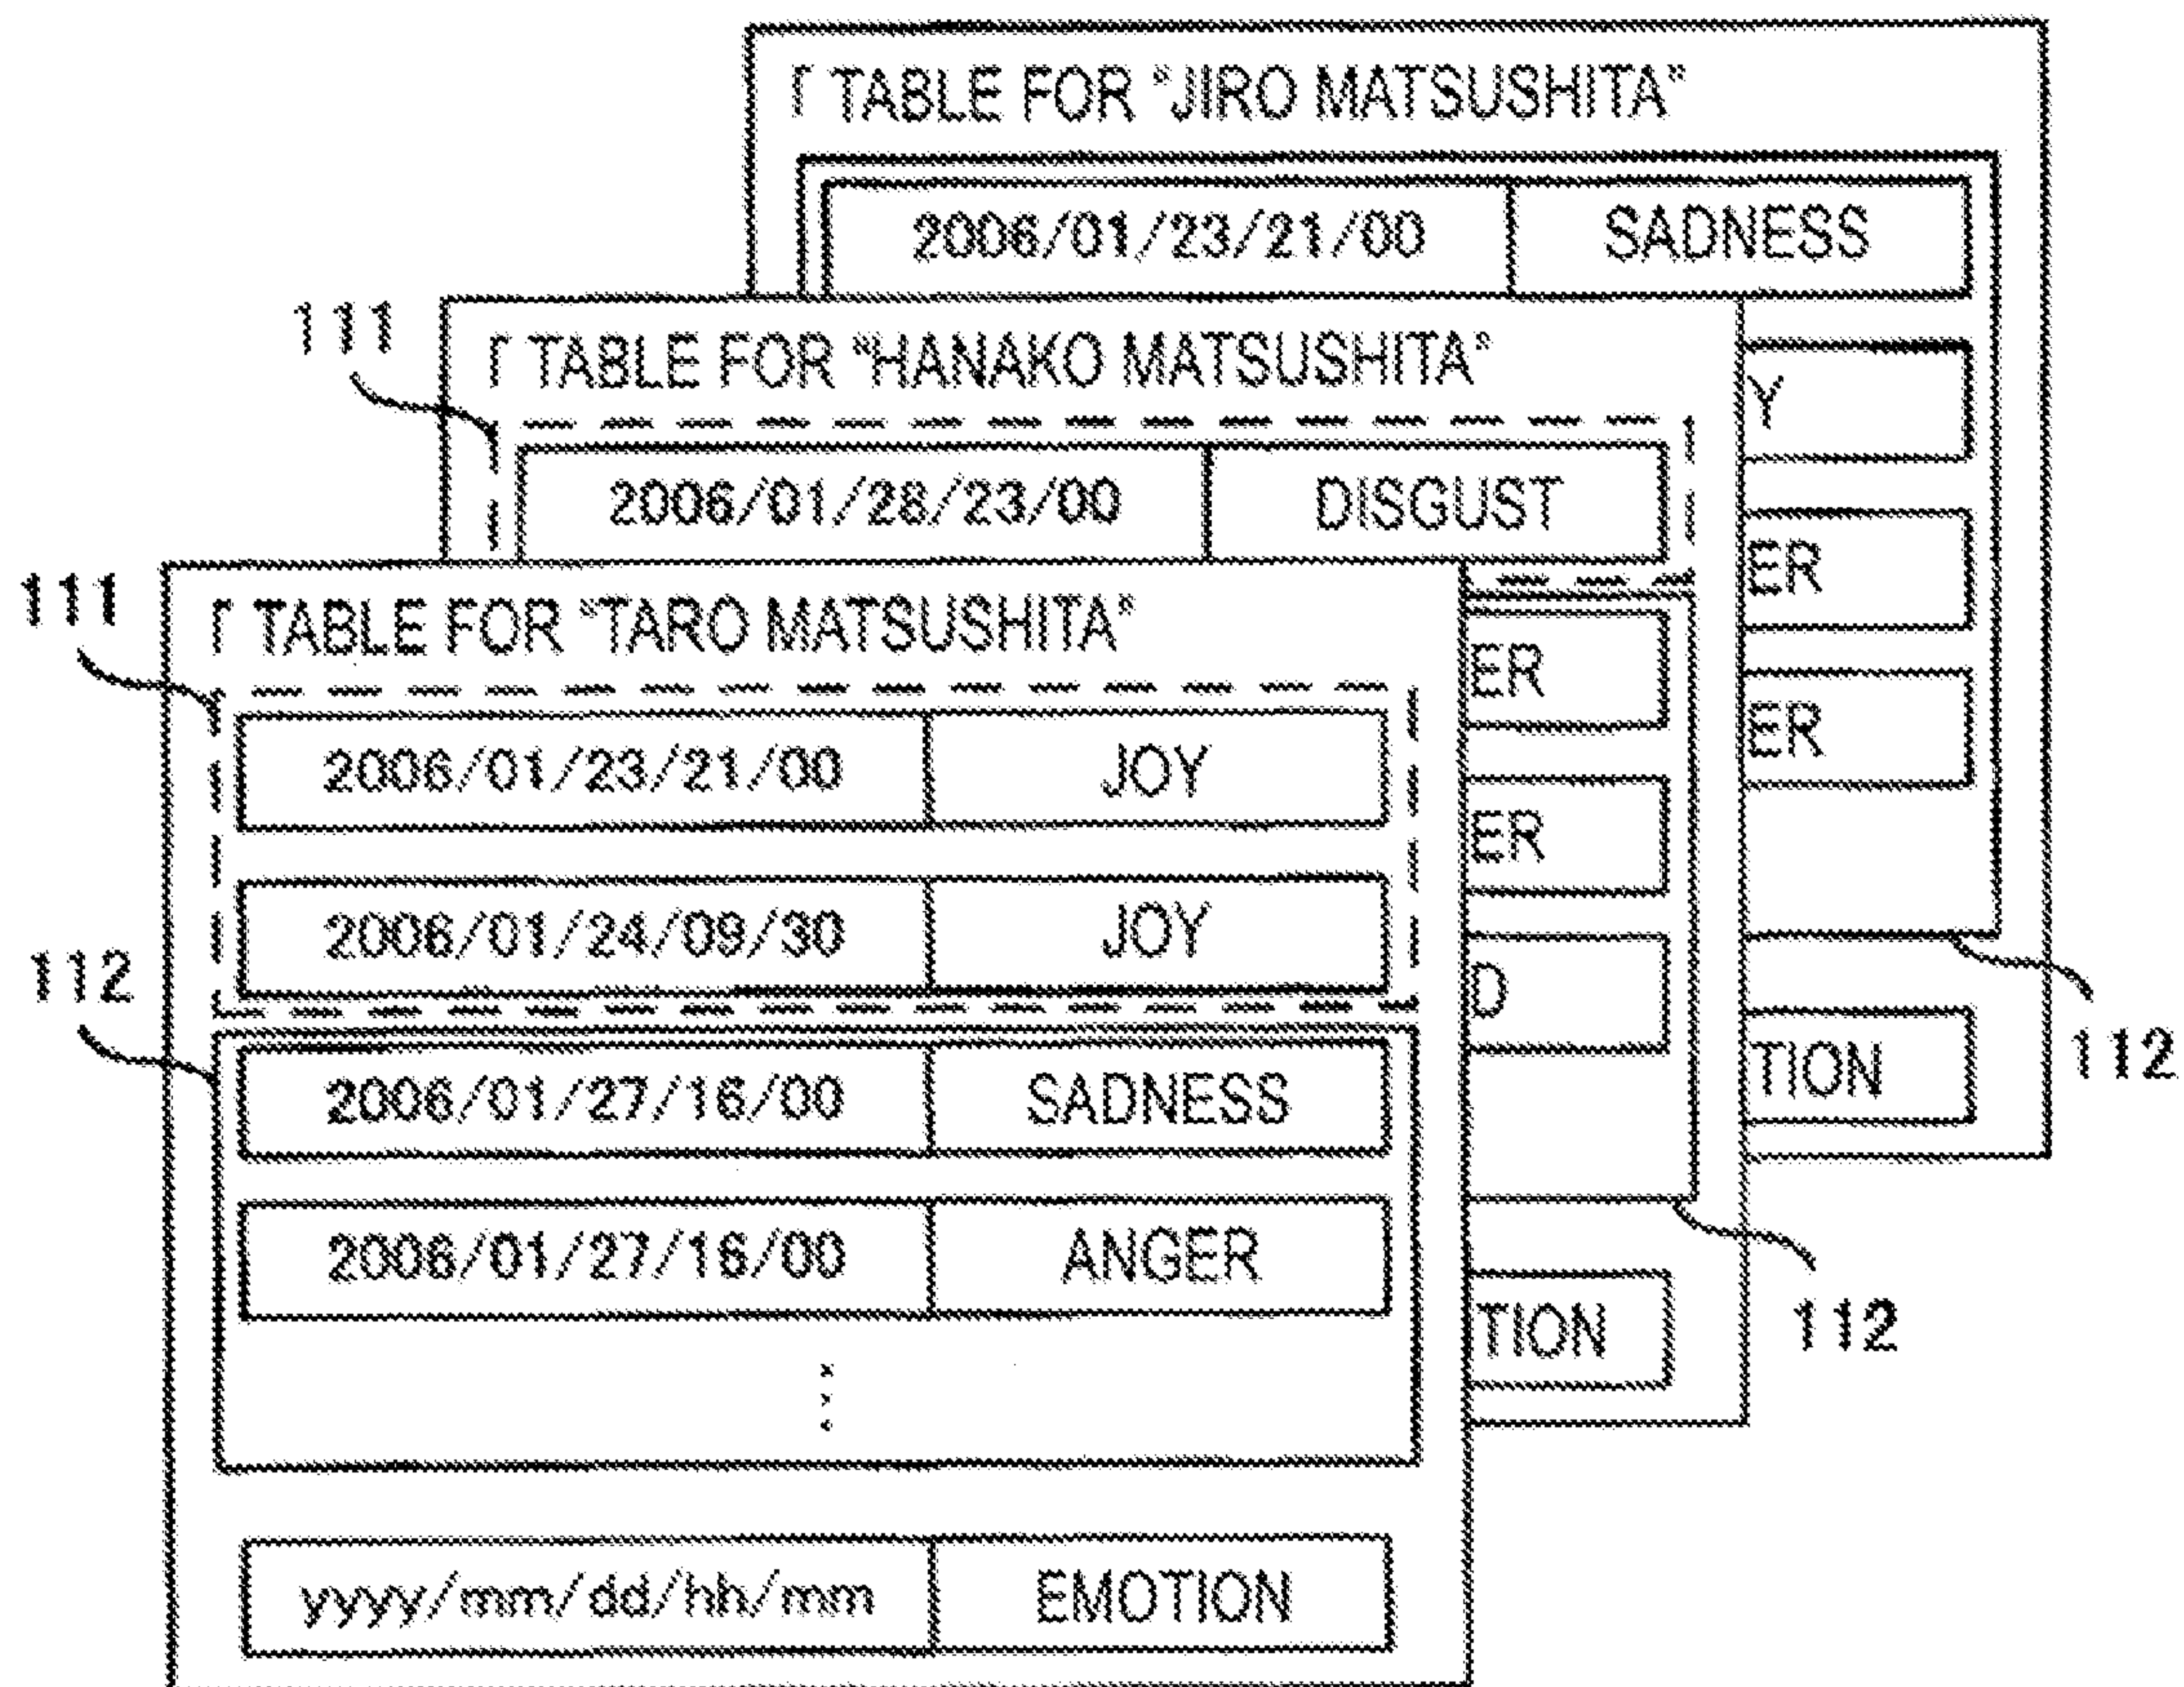 「 TABLE FOR "JIRO MATSUSHITA"
2006/01/23/21/00 SADNESS
Y
ER
ER
TION
112
111
「 TABLE FOR "HANAKO MATSUSHITA"
2006/01/28/23/00 DISGUST
ER
ER
D
TION
112
111
「 TABLE FOR "TARO MATSUSHITA"
2006/01/23/21/00 JOY
2006/01/24/09/30 JOY
112
2006/01/27/16/00 SADNESS
2006/01/27/16/00 ANGER
⋮
yyyy/mm/dd/hh/mm EMOTION